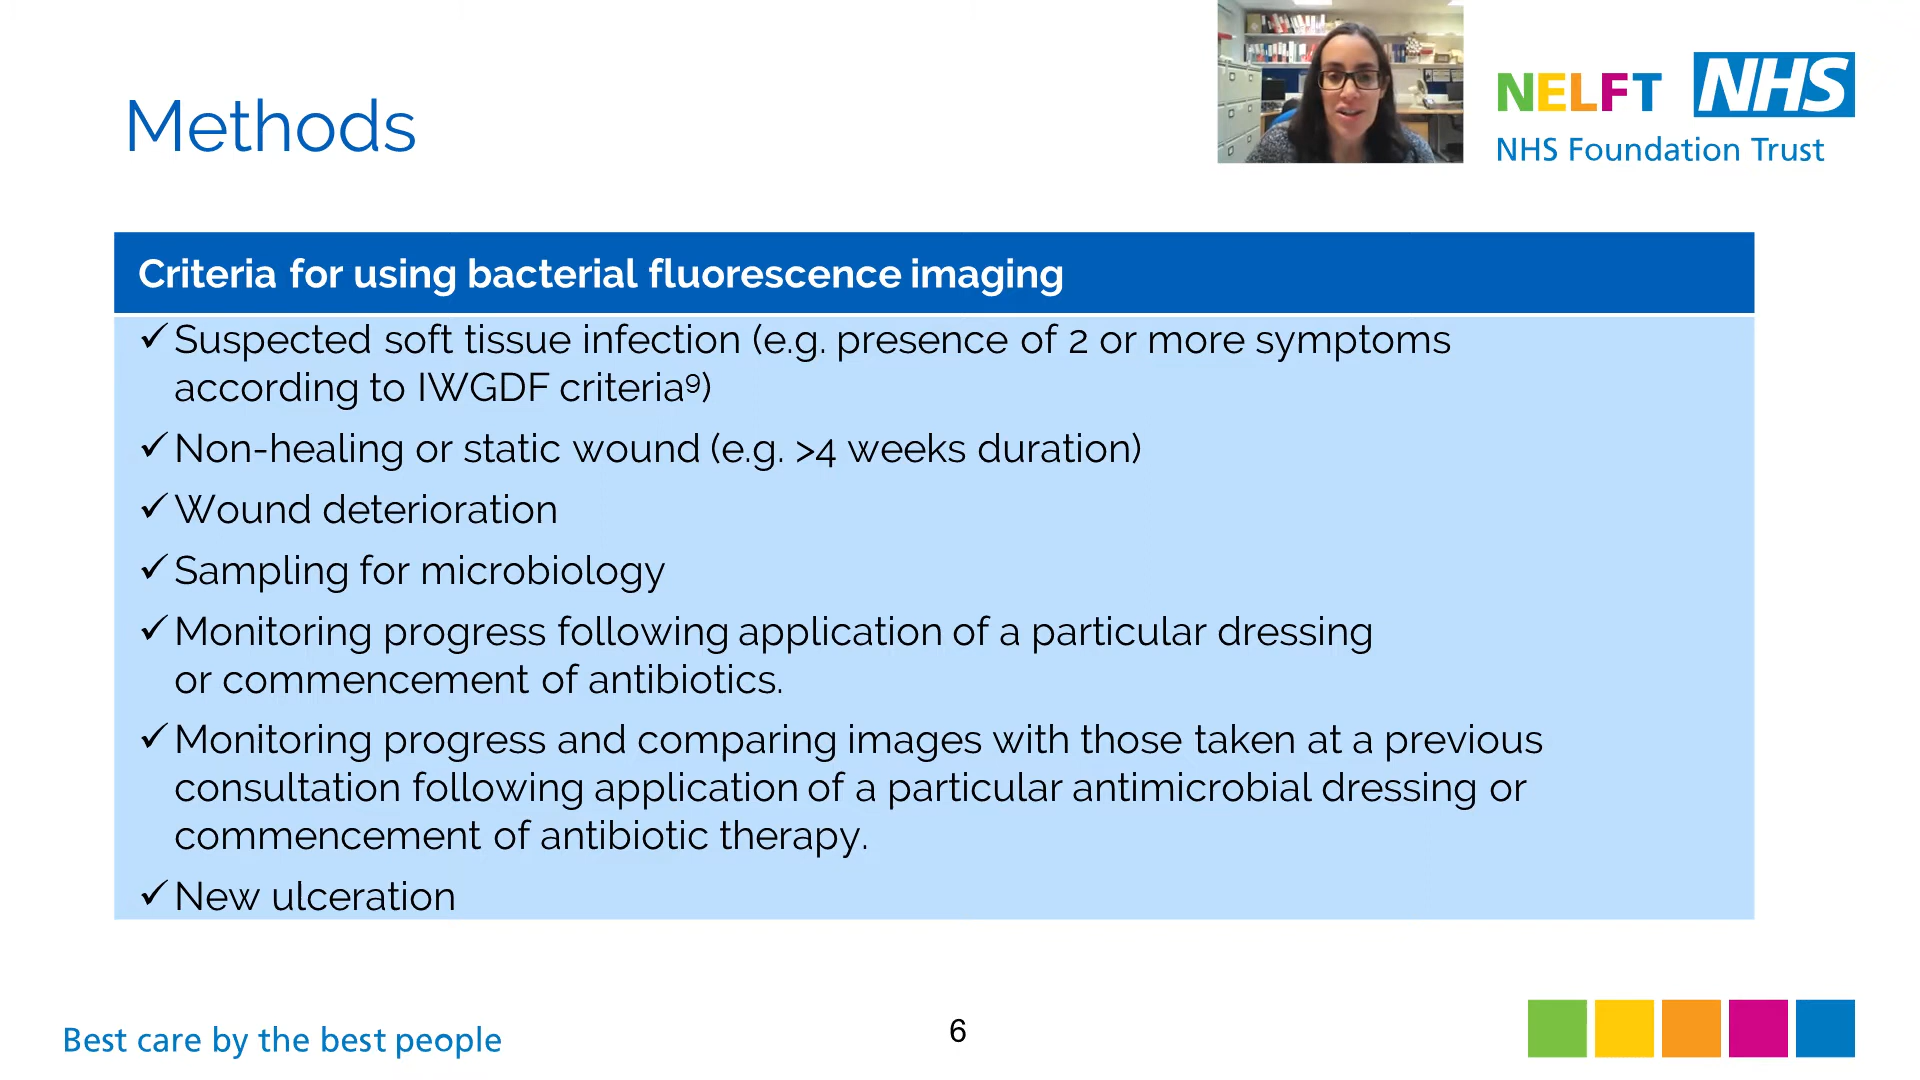 Methods
NELFT NHS
NHS Foundation Trust
Criteria for using bacterial fluorescence imaging
✓ Suspected soft tissue infection (e.g. presence of 2 or more symptoms
according to IWGDF criteria⁹)
✓ Non-healing or static wound (e.g. >4 weeks duration)
✓ Wound deterioration
✓ Sampling for microbiology
✓ Monitoring progress following application of a particular dressing
or commencement of antibiotics.
✓ Monitoring progress and comparing images with those taken at a previous
consultation following application of a particular antimicrobial dressing or
commencement of antibiotic therapy.
✓ New ulceration
Best care by the best people
6